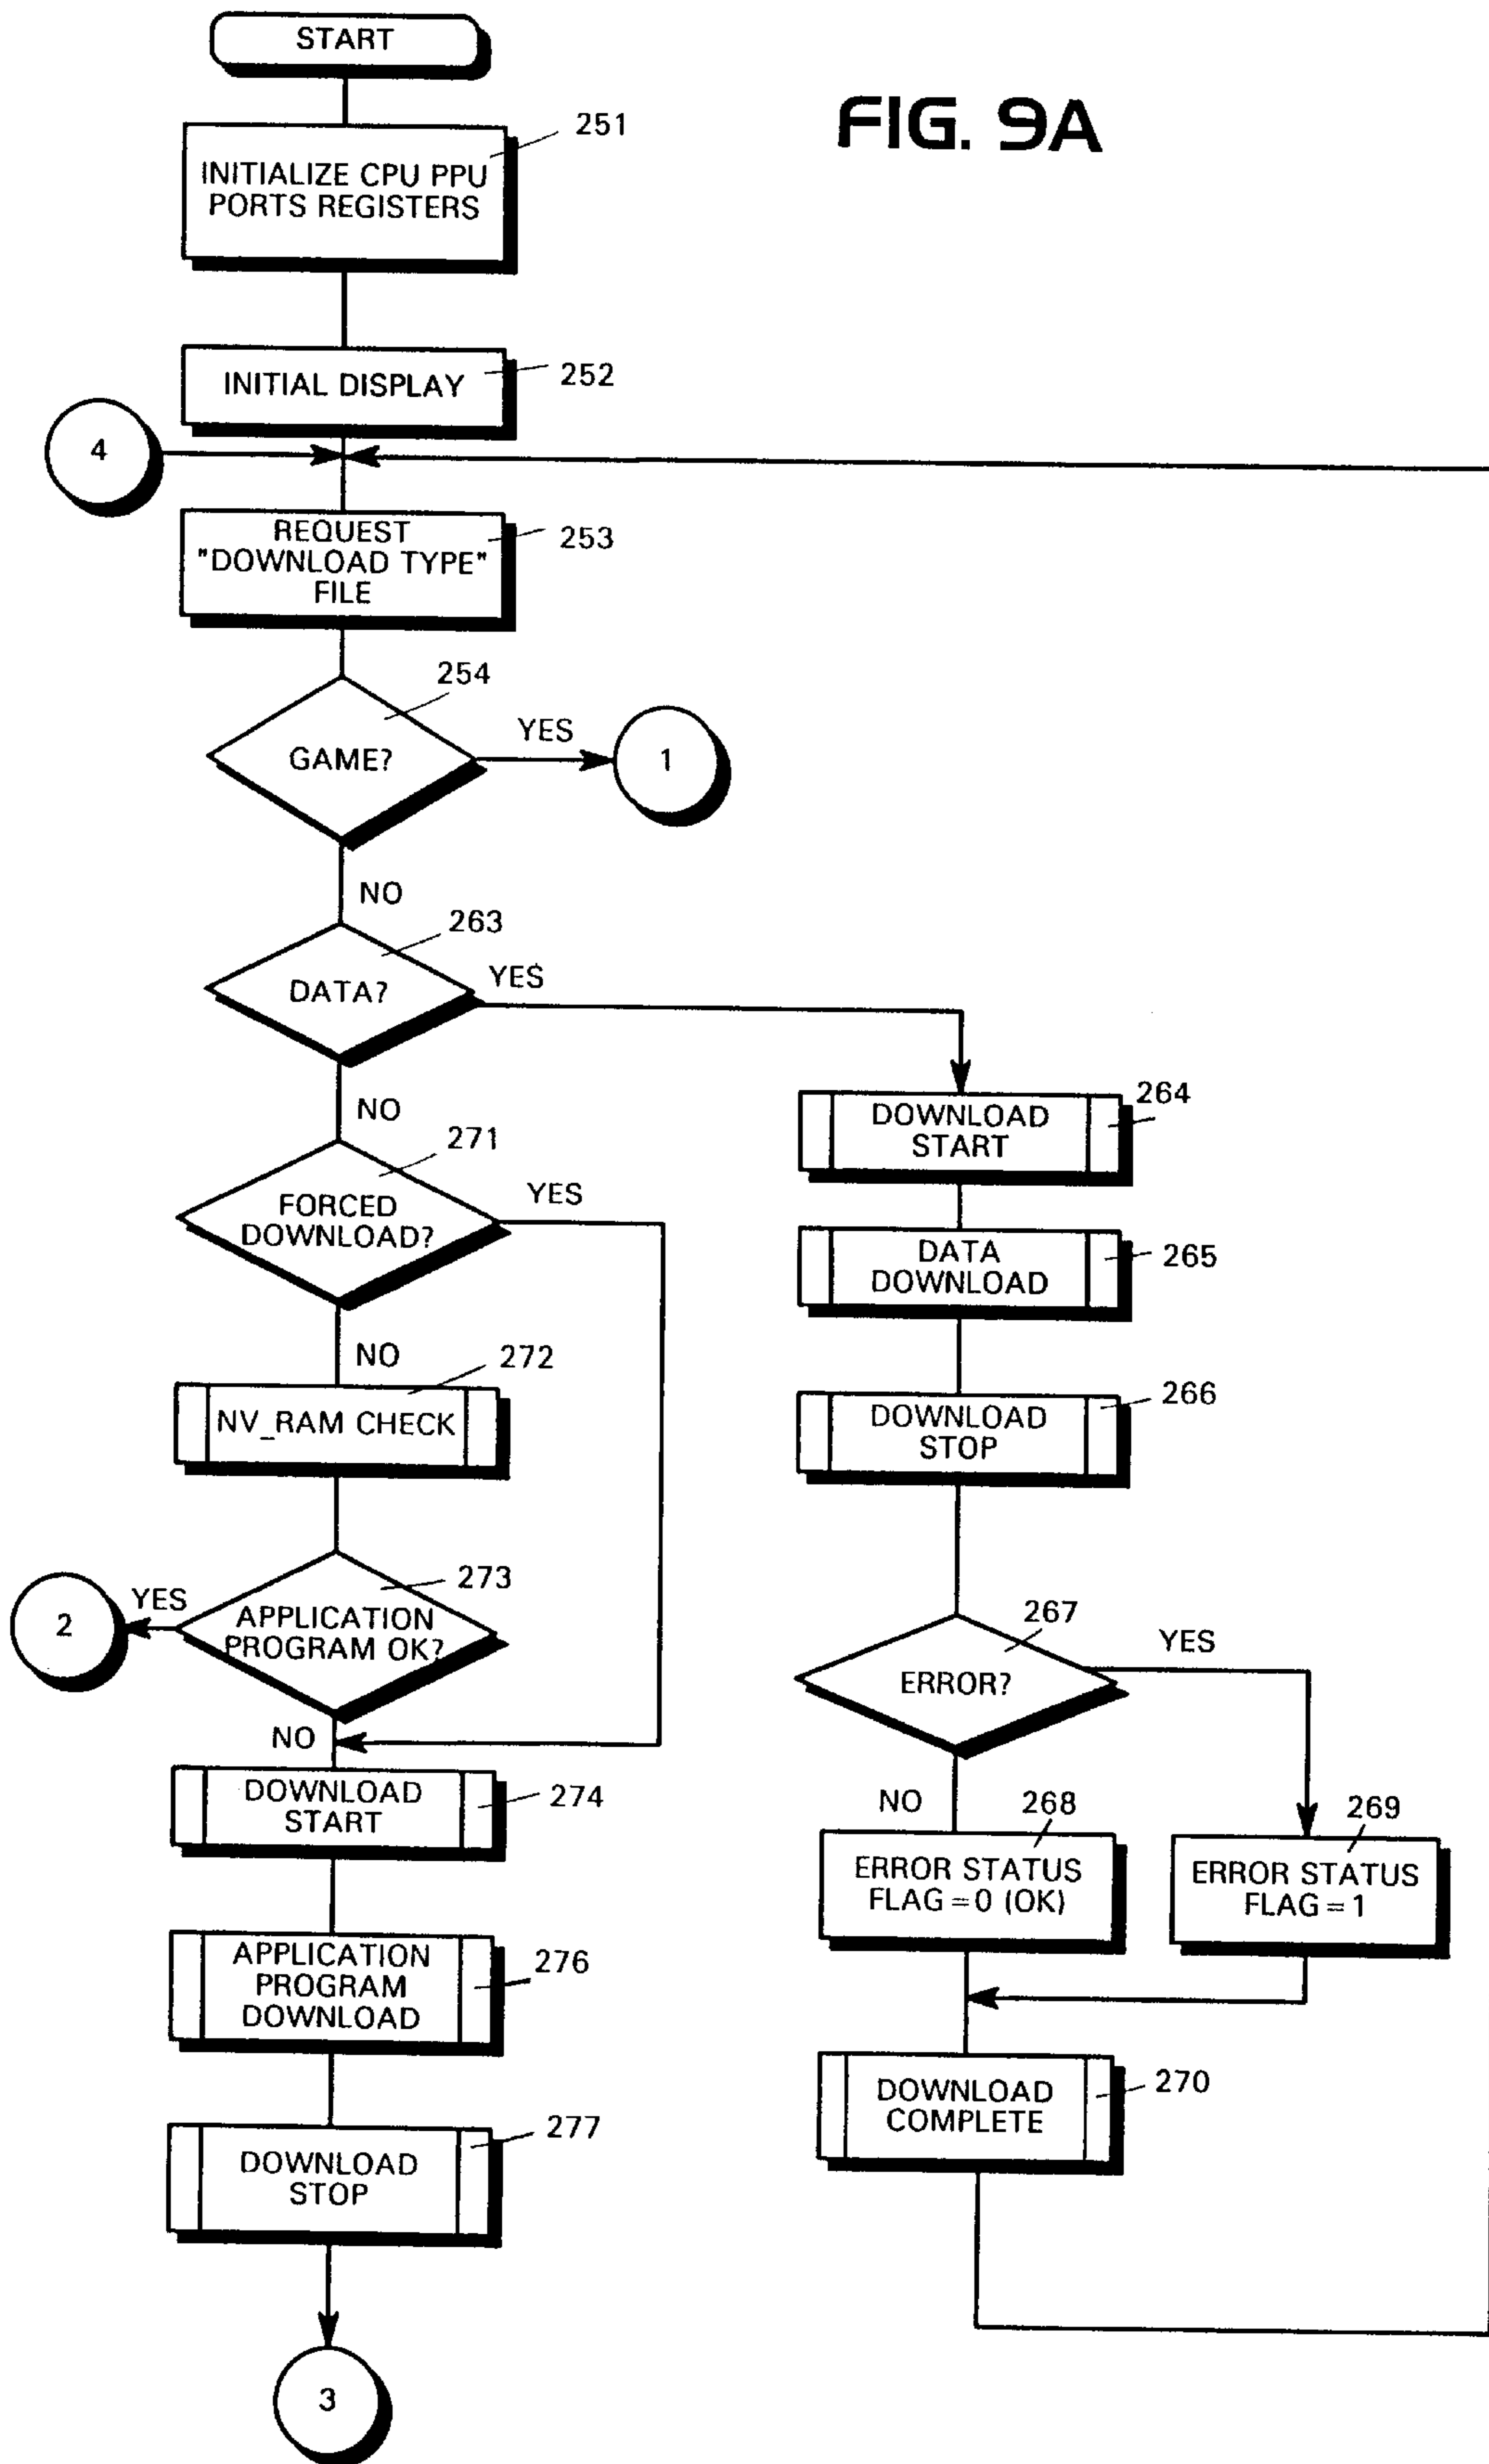 FIG. 9A
START
251
INITIALIZE CPU PPU
PORTS REGISTERS
252
INITIAL DISPLAY
4
253
REQUEST
"DOWNLOAD TYPE"
FILE
254
GAME?
YES
1
NO
263
DATA?
YES
NO
271
FORCED
DOWNLOAD?
YES
NO
272
NV_RAM CHECK
273
APPLICATION
PROGRAM OK?
YES
2
NO
274
DOWNLOAD
START
276
APPLICATION
PROGRAM
DOWNLOAD
277
DOWNLOAD
STOP
3
264
DOWNLOAD
START
265
DATA
DOWNLOAD
266
DOWNLOAD
STOP
267
ERROR?
YES
NO
268
ERROR STATUS
FLAG = 0 (OK)
269
ERROR STATUS
FLAG = 1
270
DOWNLOAD
COMPLETE